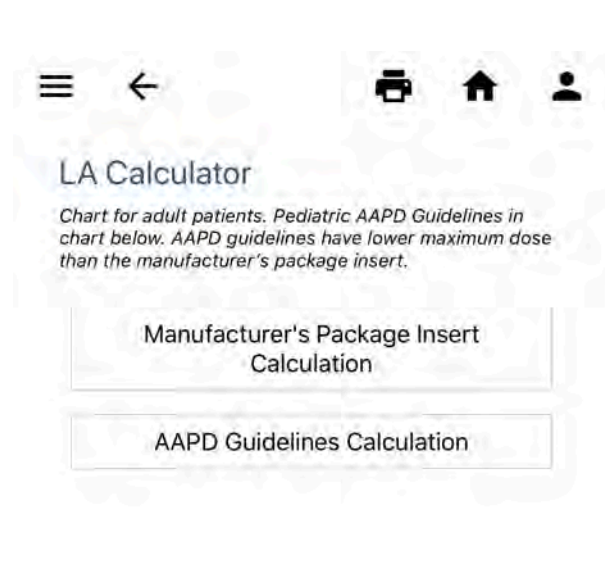 LA Calculator
Chart for adult patients. Pediatric AAPD Guidelines in
chart below. AAPD guidelines have lower maximum dose
than the manufacturer's package insert.
Manufacturer's Package Insert
Calculation
AAPD Guidelines Calculation